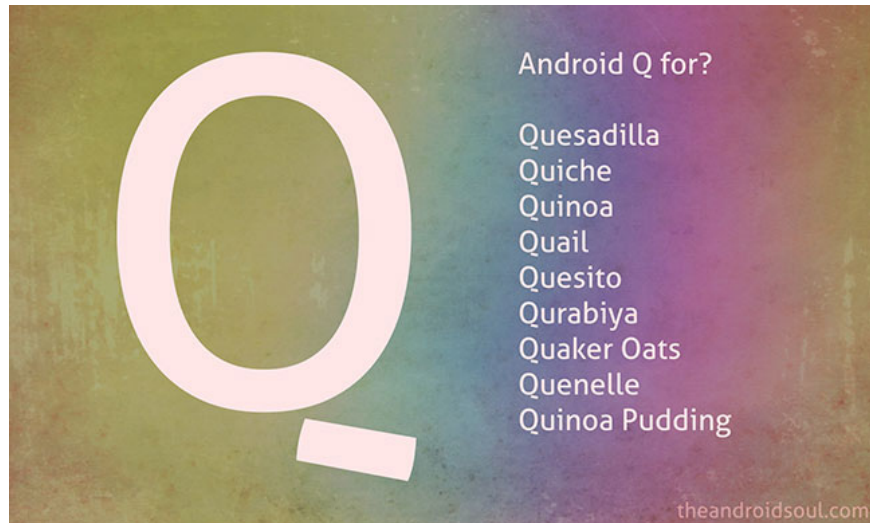 Q
Android Q for?
Quesadilla
Quiche
Quinoa
Quail
Quesito
Qurabiya
Quaker Oats
Quenelle
Quinoa Pudding
theandroidsoul.com